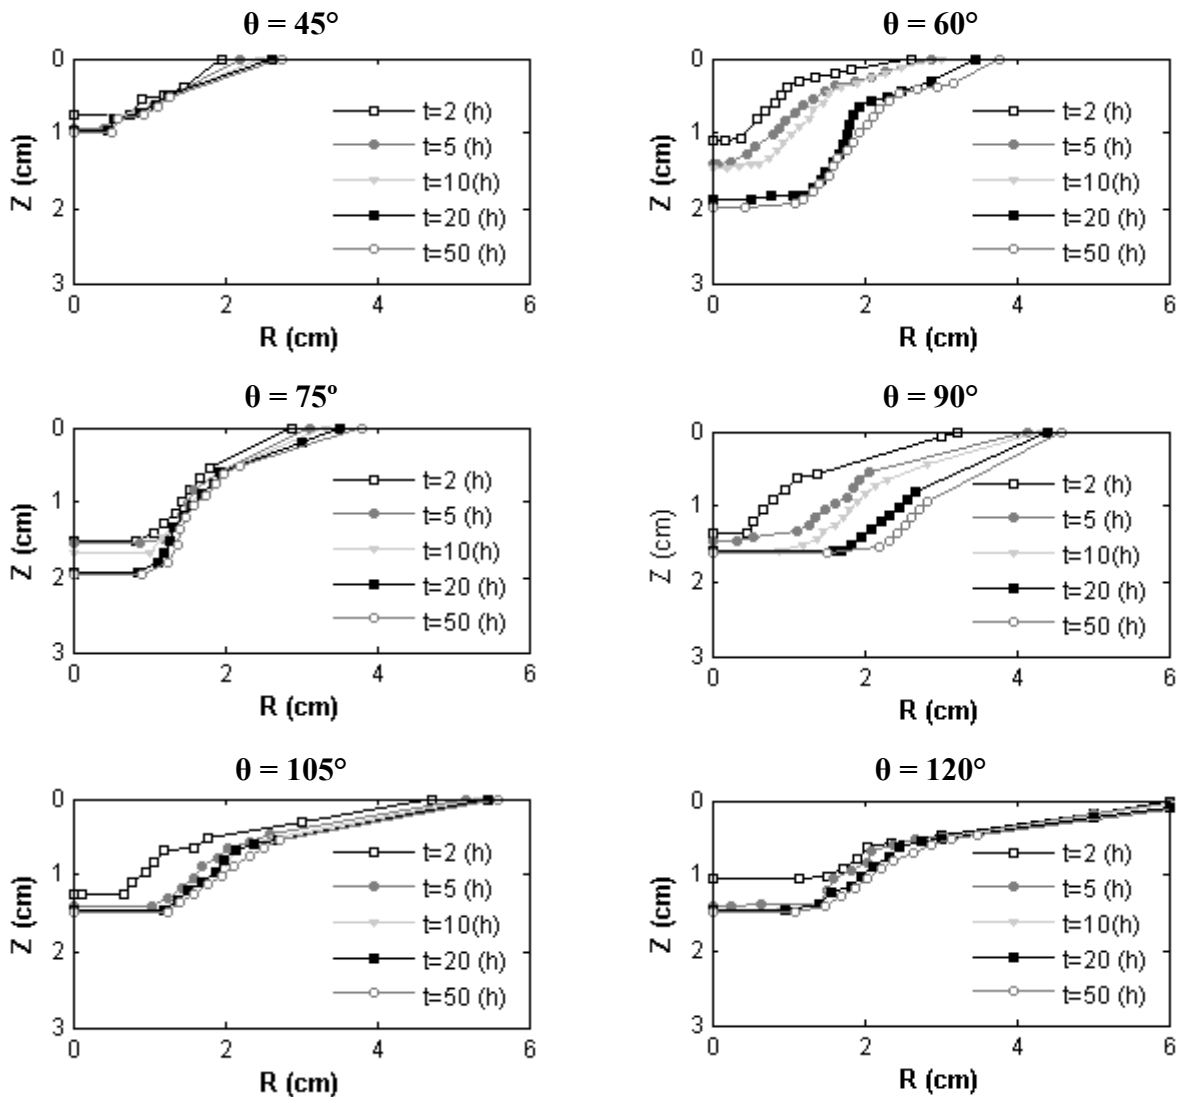 θ = 45°
0
1
2
3
Z (cm)
t=2 (h)
t=5 (h)
t=10(h)
t=20 (h)
t=50 (h)
0 2 4 6
R (cm)
θ = 60°
0
1
2
3
Z (cm)
t=2 (h)
t=5 (h)
t=10(h)
t=20 (h)
t=50 (h)
0 2 4 6
R (cm)
θ = 75º
0
1
2
3
Z (cm)
t=2 (h)
t=5 (h)
t=10(h)
t=20 (h)
t=50 (h)
0 2 4 6
R (cm)
θ = 90°
0
1
2
3
Z (cm)
t=2 (h)
t=5 (h)
t=10(h)
t=20 (h)
t=50 (h)
0 2 4 6
R (cm)
θ = 105°
0
1
2
3
Z (cm)
t=2 (h)
t=5 (h)
t=10(h)
t=20 (h)
t=50 (h)
0 2 4 6
R (cm)
θ = 120°
0
1
2
3
Z (cm)
t=2 (h)
t=5 (h)
t=10(h)
t=20 (h)
t=50 (h)
0 2 4 6
R (cm)